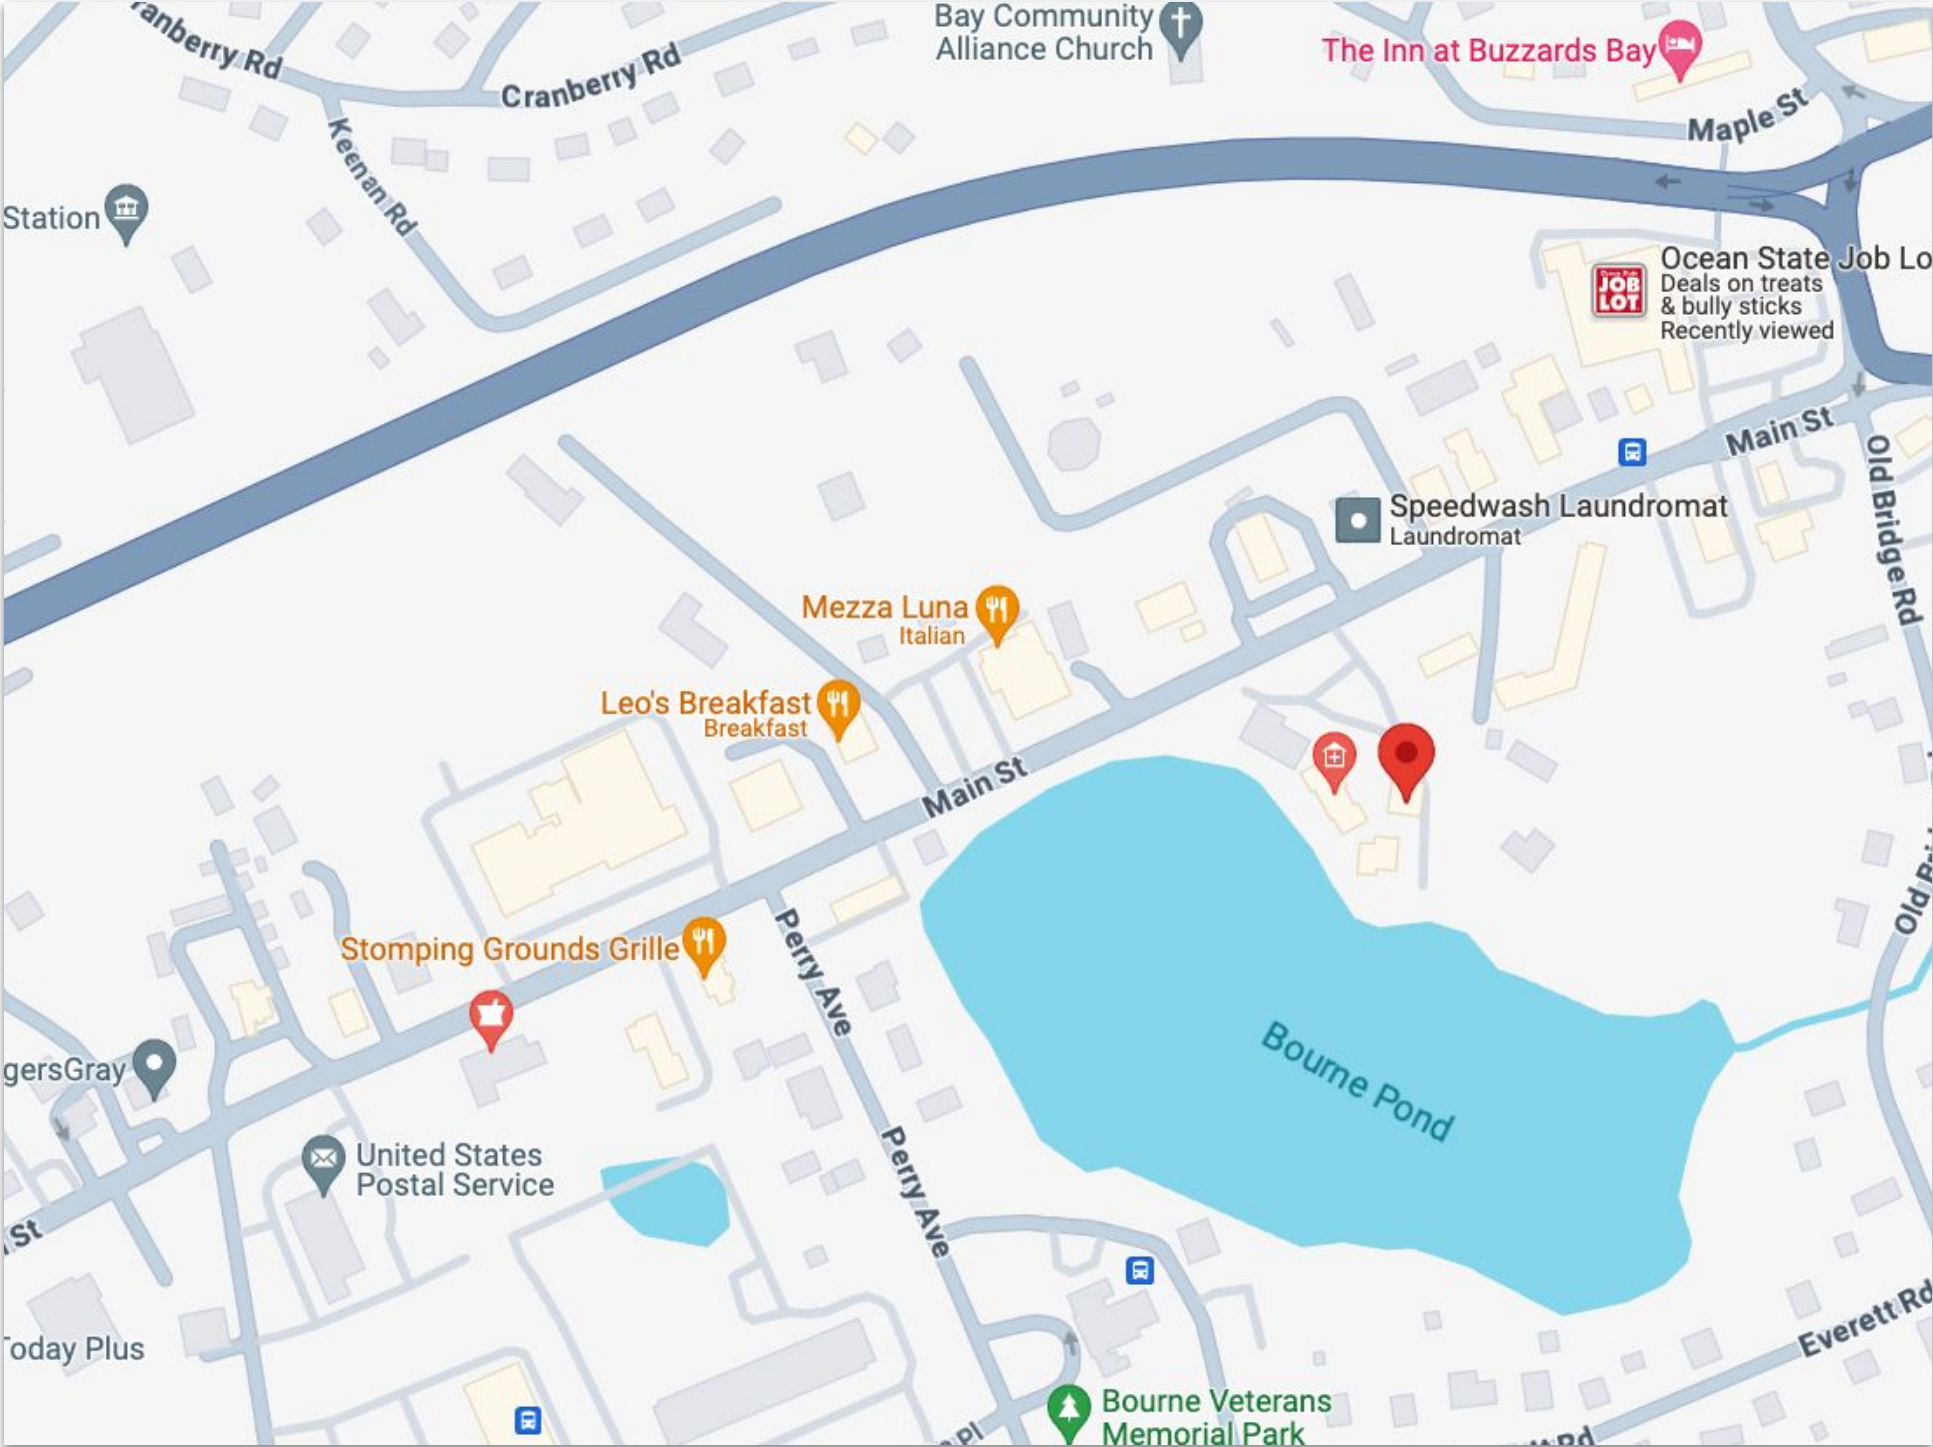 anberry Rd
Cranberry Rd
Bay Community
Alliance Church
The Inn at Buzzards Bay
Maple St
Keenan Rd
Station
Ocean State Job Lo
Deals on treats
& bully sticks
Recently viewed
JOB
LOT
Main St
Old Bridge Rd
Speedwash Laundromat
Laundromat
Mezza Luna
Italian
Leo's Breakfast
Breakfast
Main St
Stomping Grounds Grille
Perry Ave
Old Bri
gersGray
Bourne Pond
United States
Postal Service
Perry Ave
St
Today Plus
Everett Rd
Bourne Veterans
Memorial Park
Pl
tt Rd